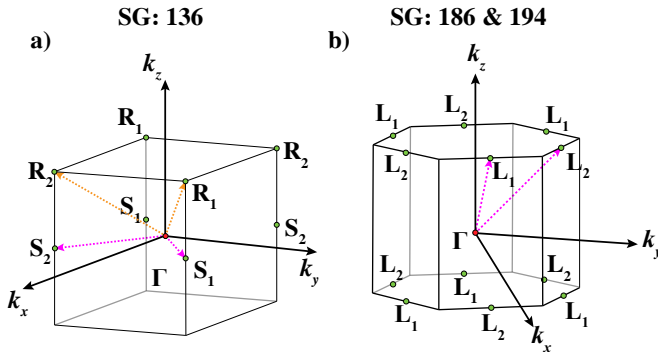 SG: 136
a)
k_z
R_1
R_2
R_2
R_1
S_1
S_2
S_2
S_1
Γ
k_x
k_y
SG: 186 & 194
b)
k_z
L_1
L_2
L_1
L_2
L_1
L_2
Γ
k_y
L_2
L_1
L_2
L_1
L_2
L_1
k_x